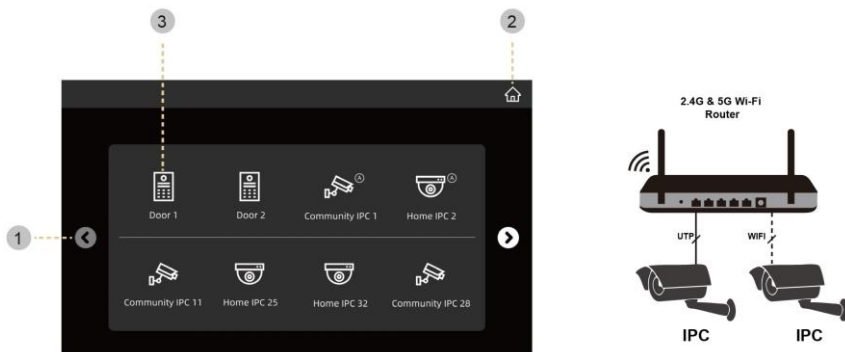 3
2
Door 1
Door 2
Community IPC 1
A
Home IPC 2
A
1
Community IPC 11
Home IPC 25
Home IPC 32
Community IPC 28
2.4G & 5G Wi-Fi
Router
UTP
WIFI
IPC
IPC